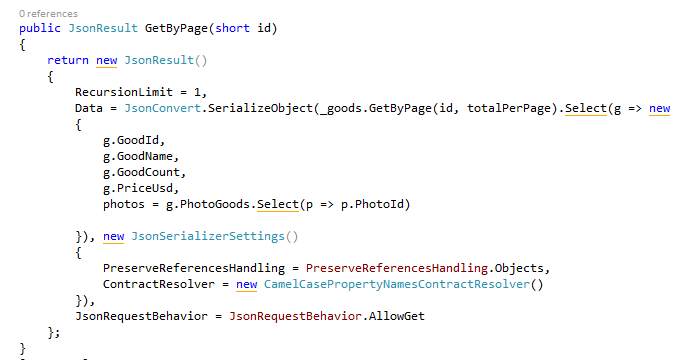 0 references
public JsonResult GetByPage(short id)
{
    return new JsonResult()
    {
        RecursionLimit = 1,
        Data = JsonConvert.SerializeObject(_goods.GetByPage(id, totalPerPage).Select(g => new
        {
            g.GoodId,
            g.GoodName,
            g.GoodCount,
            g.PriceUsd,
            photos = g.PhotoGoods.Select(p => p.PhotoId)

        }), new JsonSerializerSettings()
        {
            PreserveReferencesHandling = PreserveReferencesHandling.Objects,
            ContractResolver = new CamelCasePropertyNamesContractResolver()
        }),
        JsonRequestBehavior = JsonRequestBehavior.AllowGet
    };
}